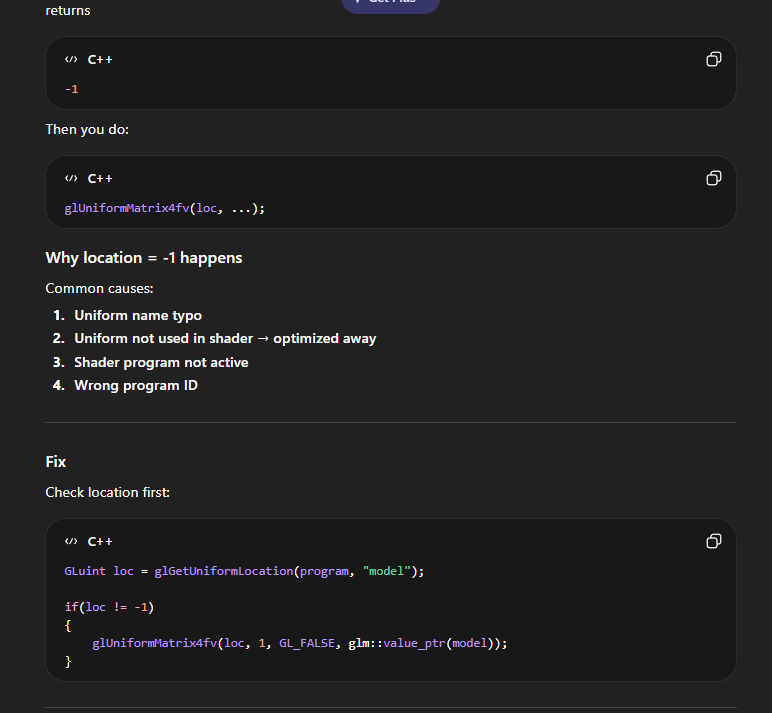 returns
C++
-1
Then you do:
C++
glUniformMatrix4fv(loc, ...);
Why location = -1 happens
Common causes:
1. Uniform name typo
2. Uniform not used in shader → optimized away
3. Shader program not active
4. Wrong program ID
Fix
Check location first:
C++
GLuint loc = glGetUniformLocation(program, "model");
if(loc != -1)
{
glUniformMatrix4fv(loc, 1, GL_FALSE, glm::value_ptr(model));
}